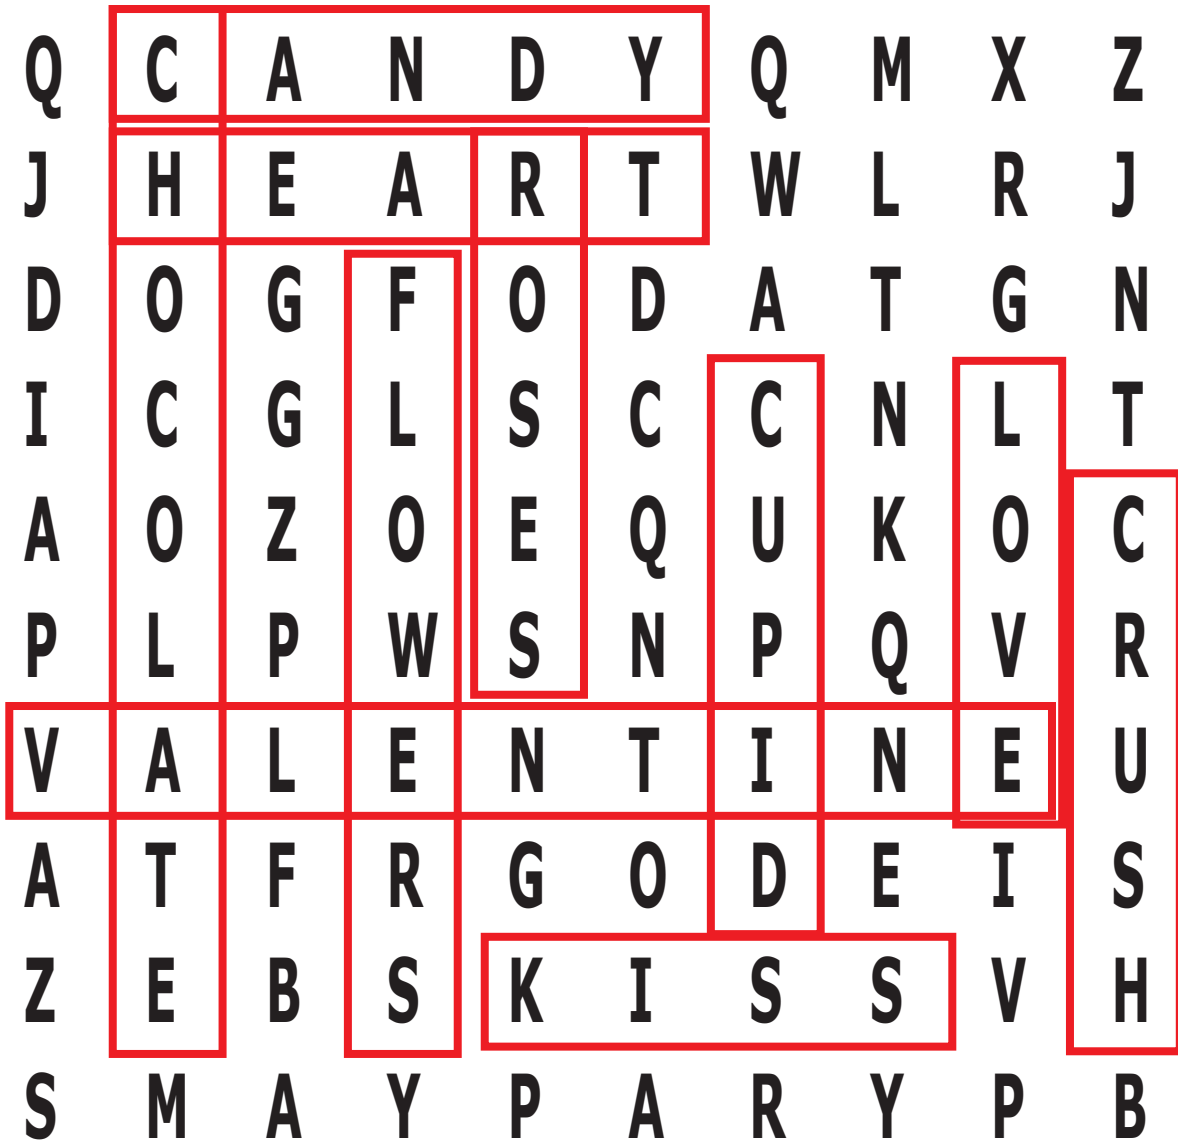 Q C A N D Y Q M X Z
J H E A R T W L R J
D O G F O D A T G N
I C G L S C C N L T
A O Z O E Q U K O C
P L P W S N P Q V R
V A L E N T I N E U
A T F R G O D E I S
Z E B S K I S S V H
S M A Y P A R Y P B